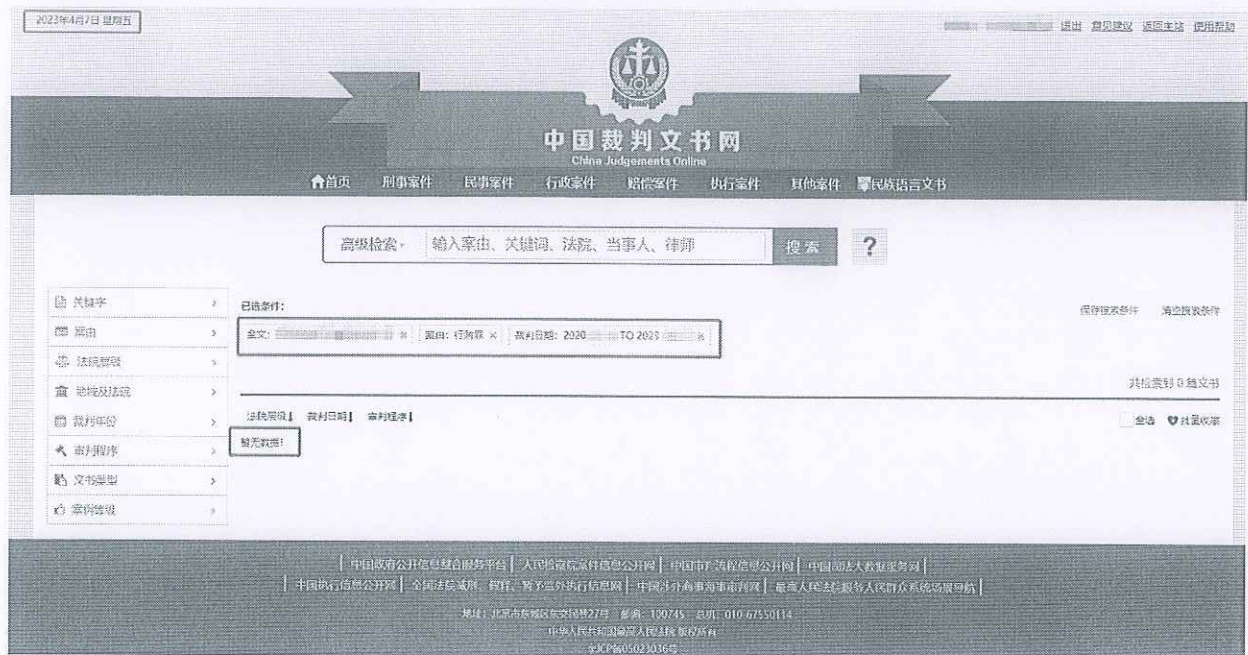 2023年4月7日 星期五
退出 意见建议 返回主站 使用帮助
中国裁判文书网
China Judgements Online
首页 刑事案件 民事案件 行政案件 赔偿案件 执行案件 其他案件 民族语言文书
高级检索 输入案由、关键词、法院、当事人、律师 搜索 ?
关键字
案由
法院层级
地域及法院
裁判年份
审判程序
文书类型
案例等级
已选条件:
保存搜索条件 清空搜索条件
全文: × 案由: 行政案 × 裁判日期: 2020 TO 2023 ×
共检索到 0 篇文书
法院层级 裁判日期 审判程序
全选 批量收藏
暂无数据!
中国政府公开信息整合服务平台 | 人民检察院案件信息公开网 | 中国审判流程信息公开网 | 中国司法大数据服务网
中国执行信息公开网 | 全国法院减刑、假释、暂予监外执行信息网 | 中国涉外商事海事审判网 | 最高人民法院服务人民群众系统场景导航
地址: 北京市东城区东交民巷27号 邮编: 100745 总机: 010-67550114
中华人民共和国最高人民法院 版权所有
京ICP备05023036号